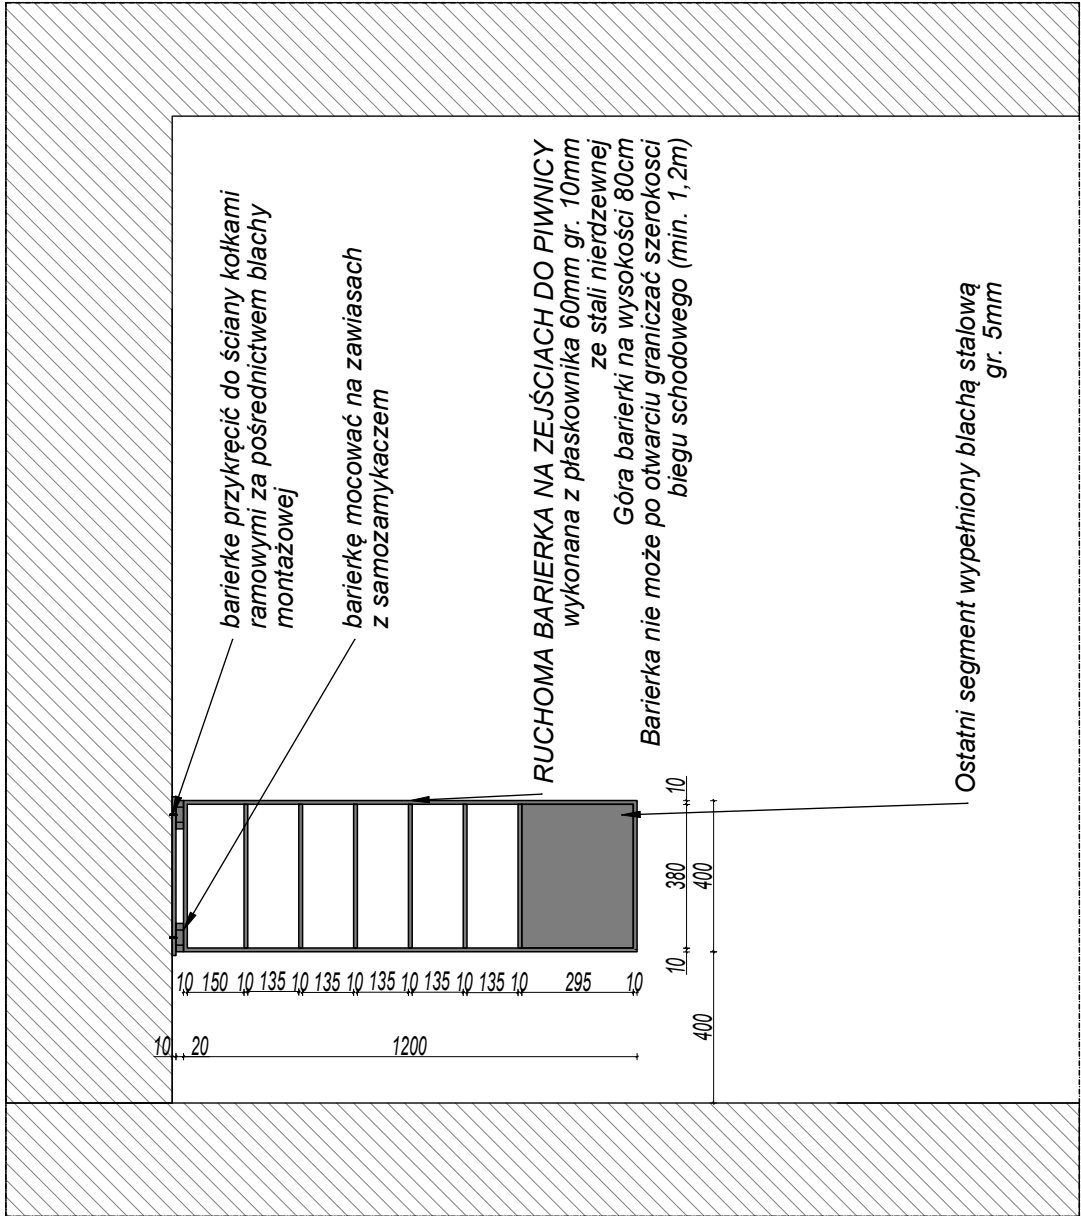 barierke przykręcić do ściany kołkami
ramowymi za pośrednictwem blachy
montażowej
barierkę mocować na zawiasach
z samozamykaczem
RUCHOMA BARIERKA NA ZEJŚCIACH DO PIWNICY
wykonana z płaskownika 60mm gr. 10mm
ze stali nierdzewnej
Góra barierki na wysokości 80cm
Barierka nie może po otwarciu graniczać szerokosci
biegu schodowego (min. 1,2m)
Ostatni segment wypełniony blachą stalową
gr. 5mm
10 150 10 135 10 135 10 135 10 135 10 135 10 295 10
10 20 1200
10 380 10
400 400